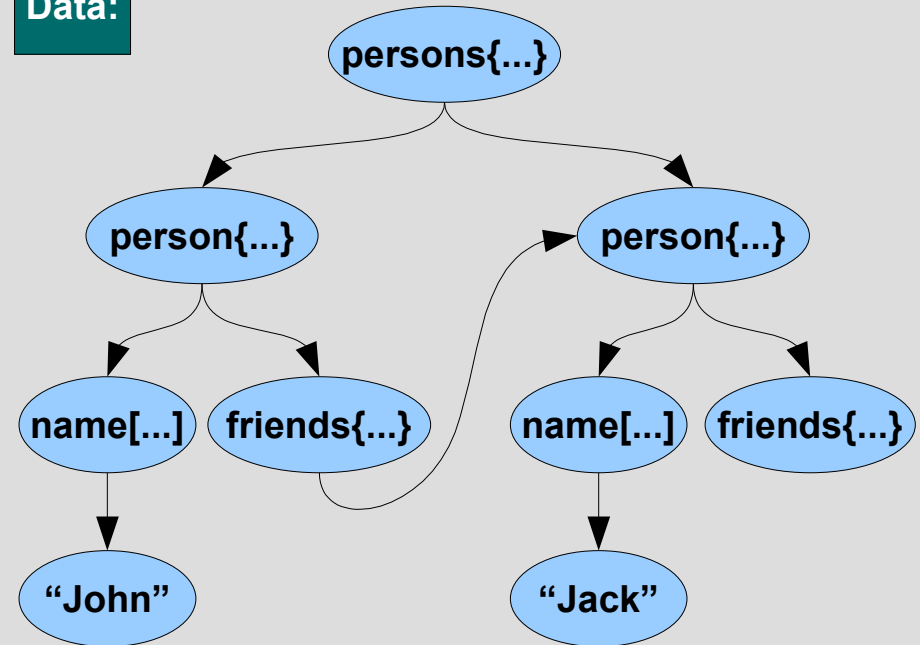 Data:
persons{...}
person{...} person{...}
name[...] friends{...} name[...] friends{...}
“John” “Jack”